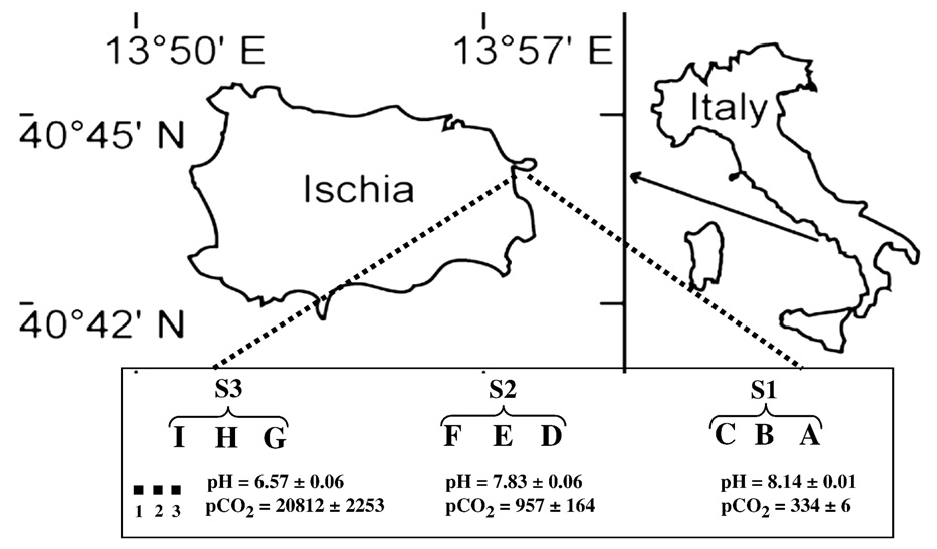 13°50' E
13°57' E
40°45' N
Italy
Ischia
40°42' N
S3 S2 S1
I H G F E D C B A
pH = 6.57 ± 0.06 pH = 7.83 ± 0.06 pH = 8.14 ± 0.01
1 2 3 pCO₂ = 20812 ± 2253 pCO₂ = 957 ± 164 pCO₂ = 334 ± 6